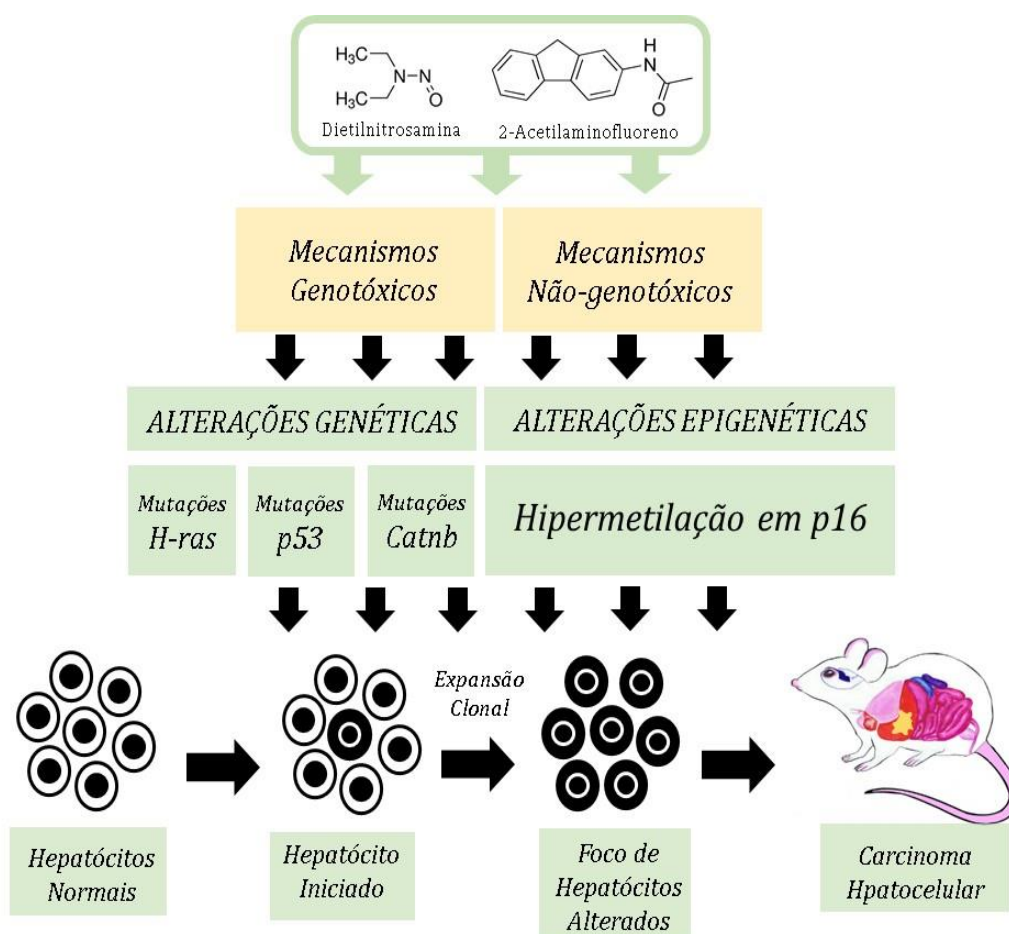 H₃C
N–N
H₃C
O
H
N
O
Dietilnitrosamina
2-Acetilaminofluoreno
Mecanismos
Genotóxicos
Mecanismos
Não-genotóxicos
ALTERAÇÕES GENÉTICAS
ALTERAÇÕES EPIGENÉTICAS
Mutações
H-ras
Mutações
p53
Mutações
Catnb
Hipermetilação em p16
Expansão
Clonal
Hepatócitos
Normais
Hepatócito
Iniciado
Foco de
Hepatócitos
Alterados
Carcinoma
Hpatocelular